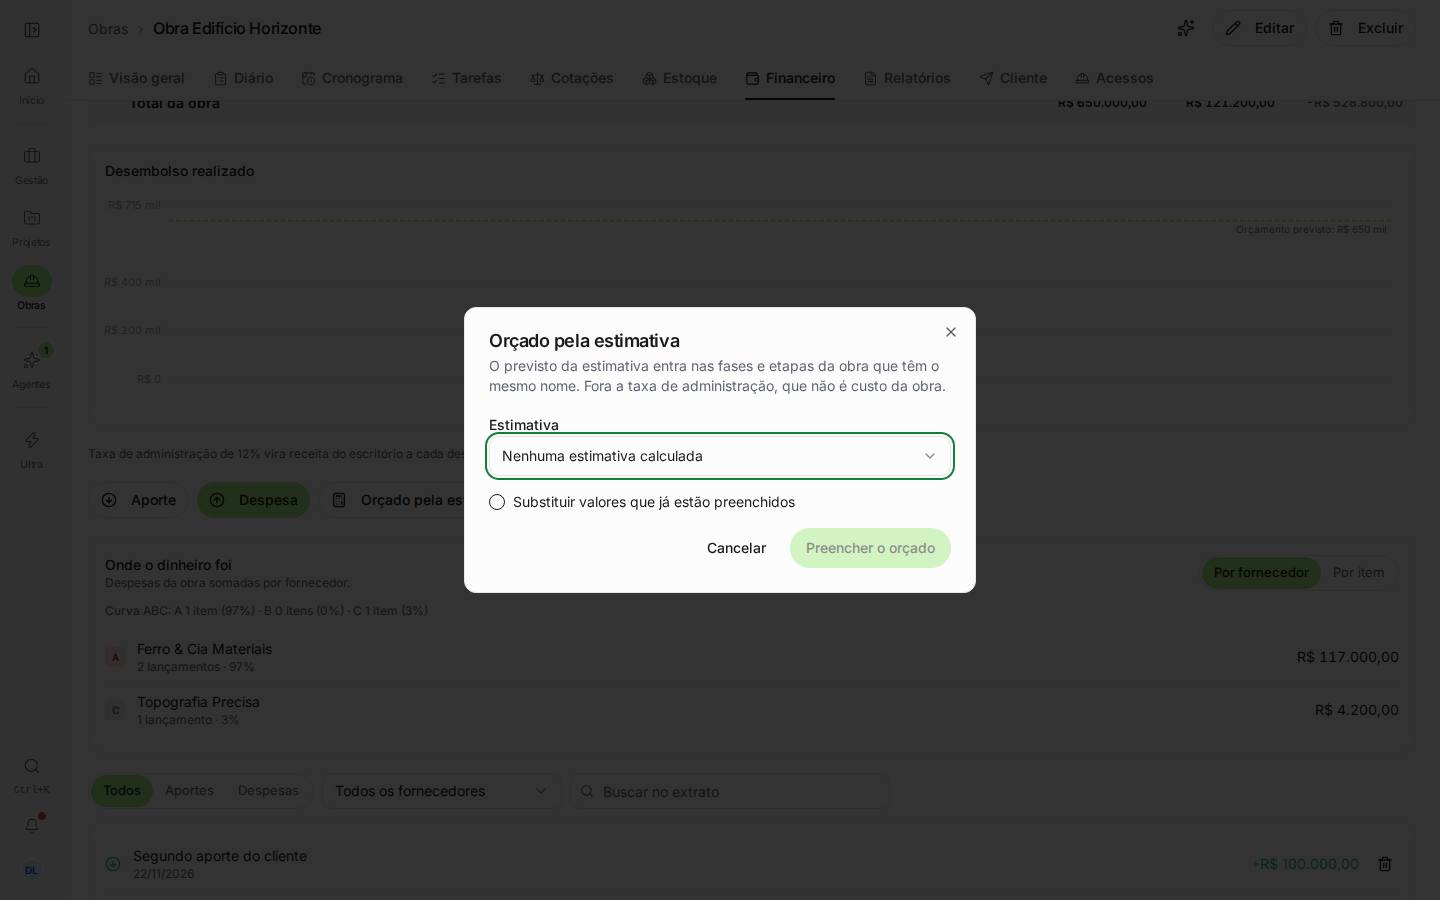 Obras > Obra Edifício Horizonte
Editar
Excluir
Visão geral
Diário
Cronograma
Tarefas
Cotações
Estoque
Financeiro
Relatórios
Cliente
Acessos
Início
Gestão
Projetos
Obras
1
Agentes
Ultra
Ctrl+K
DL
Total da obra
R$ 650.000,00
R$ 121.200,00
-R$ 528.800,00
Desembolso realizado
R$ 715 mil
Orçamento previsto: R$ 650 mil
R$ 400 mil
R$ 200 mil
R$ 0
Taxa de administração de 12% vira receita do escritório a cada des
Aporte
Despesa
Orçado pela es
Orçado pela estimativa
O previsto da estimativa entra nas fases e etapas da obra que têm o
mesmo nome. Fora a taxa de administração, que não é custo da obra.
Estimativa
Nenhuma estimativa calculada
Substituir valores que já estão preenchidos
Cancelar
Preencher o orçado
Onde o dinheiro foi
Despesas da obra somadas por fornecedor.
Por fornecedor
Por item
Curva ABC: A 1 item (97%) · B 0 itens (0%) · C 1 item (3%)
A
Ferro & Cia Materiais
2 lançamentos · 97%
R$ 117.000,00
C
Topografia Precisa
1 lançamento · 3%
R$ 4.200,00
Todos
Aportes
Despesas
Todos os fornecedores
Buscar no extrato
Segundo aporte do cliente
22/11/2026
+R$ 100.000,00